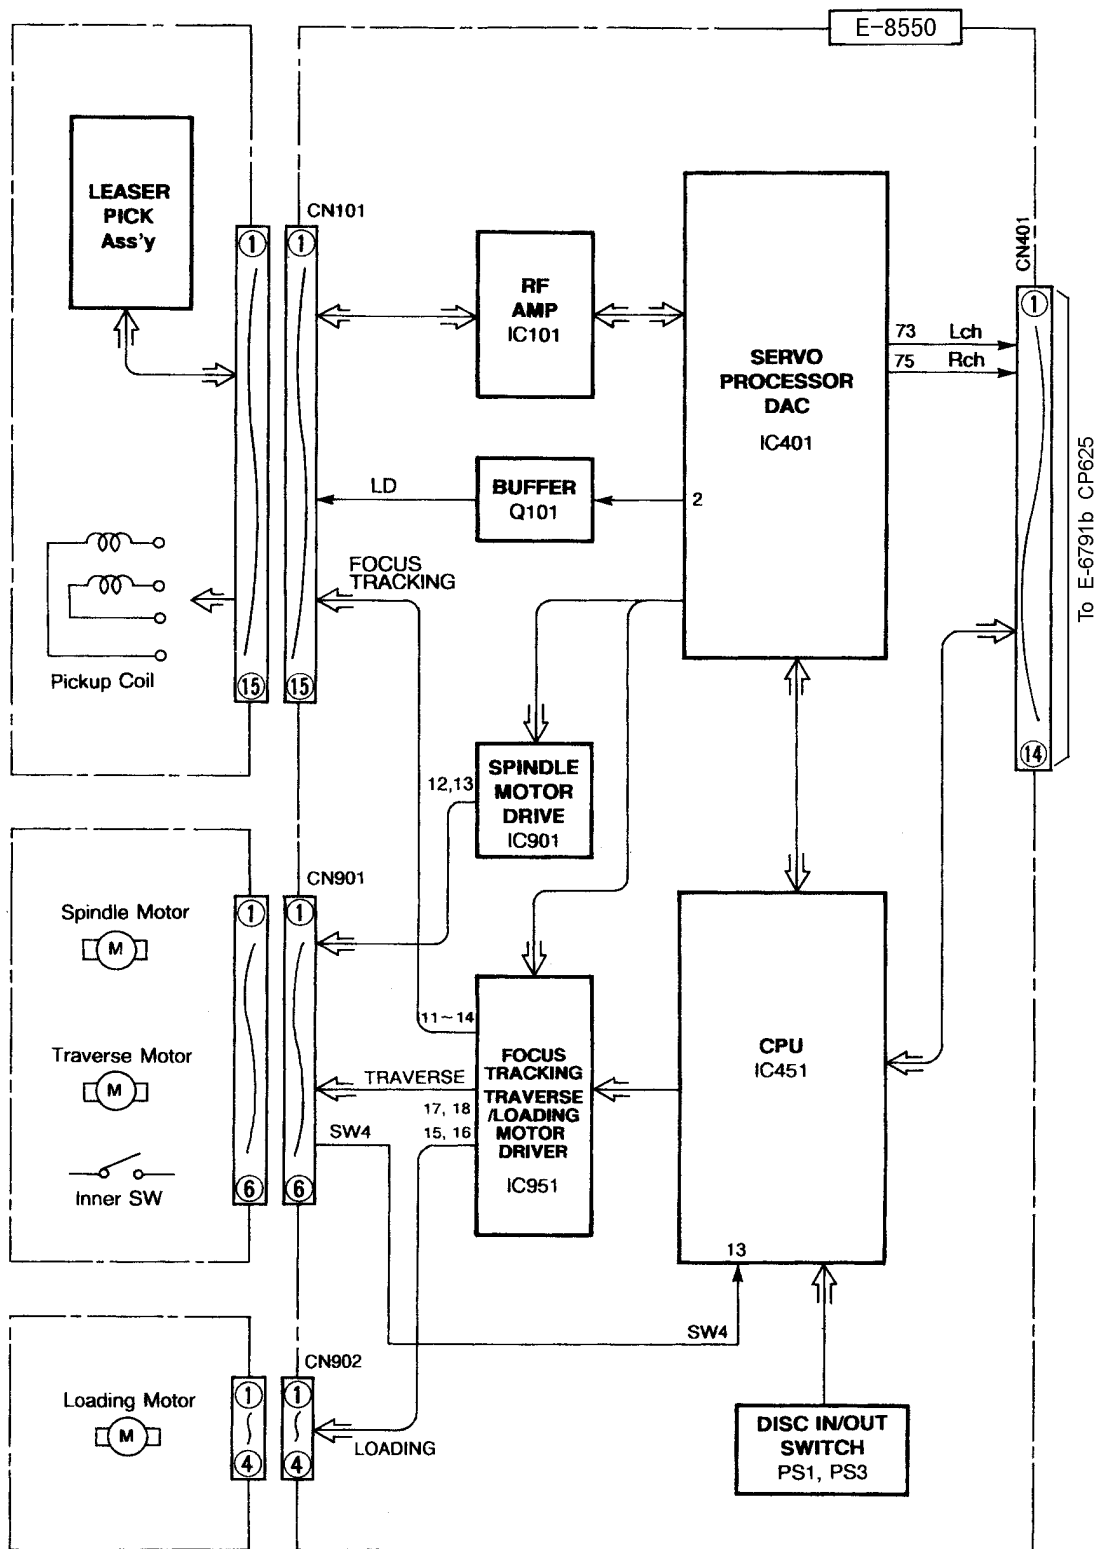 E-8550
LEASER
PICK
Ass'y
CN101
1
1
RF
AMP
IC101
SERVO
PROCESSOR
DAC
IC401
73 Lch
75 Rch
CN401
1
To E-6791b CP625
LD
BUFFER
Q101
2
FOCUS
TRACKING
Pickup Coil
15
15
14
12,13
SPINDLE
MOTOR
DRIVE
IC901
CN901
1
1
Spindle Motor
M
11~14
Traverse Motor
M
TRAVERSE
17, 18
15, 16
SW4
FOCUS
TRACKING
TRAVERSE
/LOADING
MOTOR
DRIVER
IC951
CPU
IC451
Inner SW
6
6
13
SW4
CN902
1
1
Loading Motor
M
4
4
LOADING
DISC IN/OUT
SWITCH
PS1, PS3